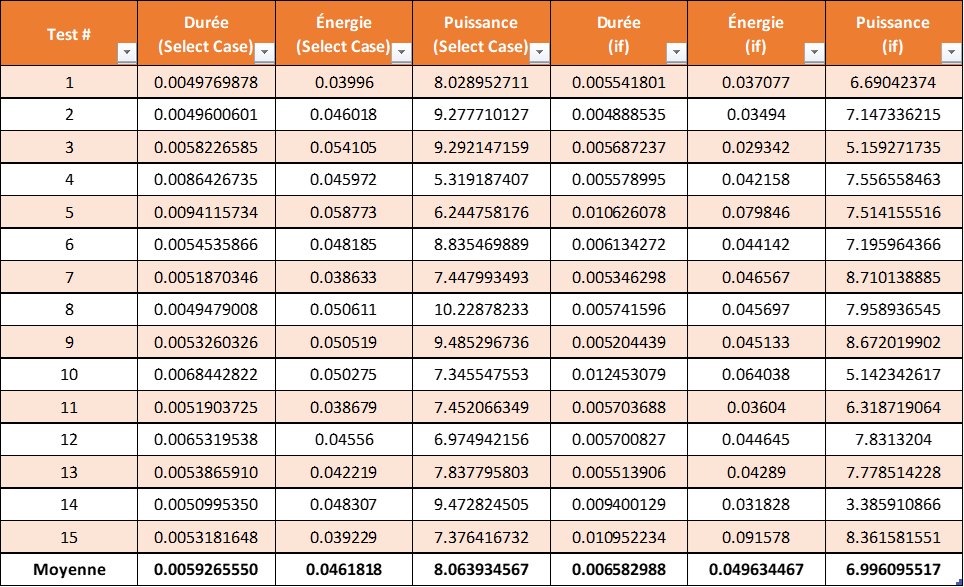 Test # Durée (Select Case) Énergie (Select Case) Puissance (Select Case) Durée (if) Énergie (if) Puissance (if)
1 0.0049769878 0.03996 8.028952711 0.005541801 0.037077 6.69042374
2 0.0049600601 0.046018 9.277710127 0.004888535 0.03494 7.147336215
3 0.0058226585 0.054105 9.292147159 0.005687237 0.029342 5.159271735
4 0.0086426735 0.045972 5.319187407 0.005578995 0.042158 7.556558463
5 0.0094115734 0.058773 6.244758176 0.010626078 0.079846 7.514155516
6 0.0054535866 0.048185 8.835469889 0.006134272 0.044142 7.195964366
7 0.0051870346 0.038633 7.447993493 0.005346298 0.046567 8.710138885
8 0.0049479008 0.050611 10.22878233 0.005741596 0.045697 7.958936545
9 0.0053260326 0.050519 9.485296736 0.005204439 0.045133 8.672019902
10 0.0068442822 0.050275 7.345547553 0.012453079 0.064038 5.142342617
11 0.0051903725 0.038679 7.452066349 0.005703688 0.03604 6.318719064
12 0.0065319538 0.04556 6.974942156 0.005700827 0.044645 7.8313204
13 0.0053865910 0.042219 7.837795803 0.005513906 0.04289 7.778514228
14 0.0050995350 0.048307 9.472824505 0.009400129 0.031828 3.385910866
15 0.0053181648 0.039229 7.376416732 0.010952234 0.091578 8.361581551
Moyenne 0.0059265550 0.0461818 8.063934567 0.006582988 0.049634467 6.996095517